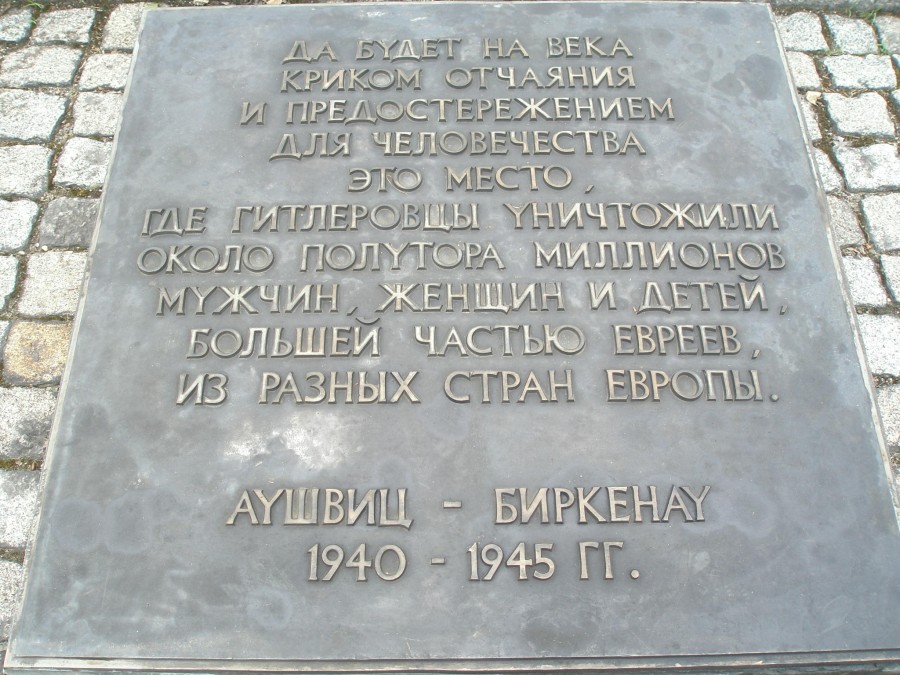 ДА БУДЕТ НА ВЕКА
КРИКОМ ОТЧАЯНИЯ
И ПРЕДОСТЕРЕЖЕНИЕМ
ДЛЯ ЧЕЛОВЕЧЕСТВА
ЭТО МЕСТО,
ГДЕ ГИТЛЕРОВЦЫ УНИЧТОЖИЛИ
ОКОЛО ПОЛУТОРА МИЛЛИОНОВ
МУЖЧИН, ЖЕНЩИН И ДЕТЕЙ,
БОЛЬШЕЙ ЧАСТЬЮ ЕВРЕЕВ,
ИЗ РАЗНЫХ СТРАН ЕВРОПЫ.
АУШВИЦ - БИРКЕНАУ
1940 - 1945 ГГ.